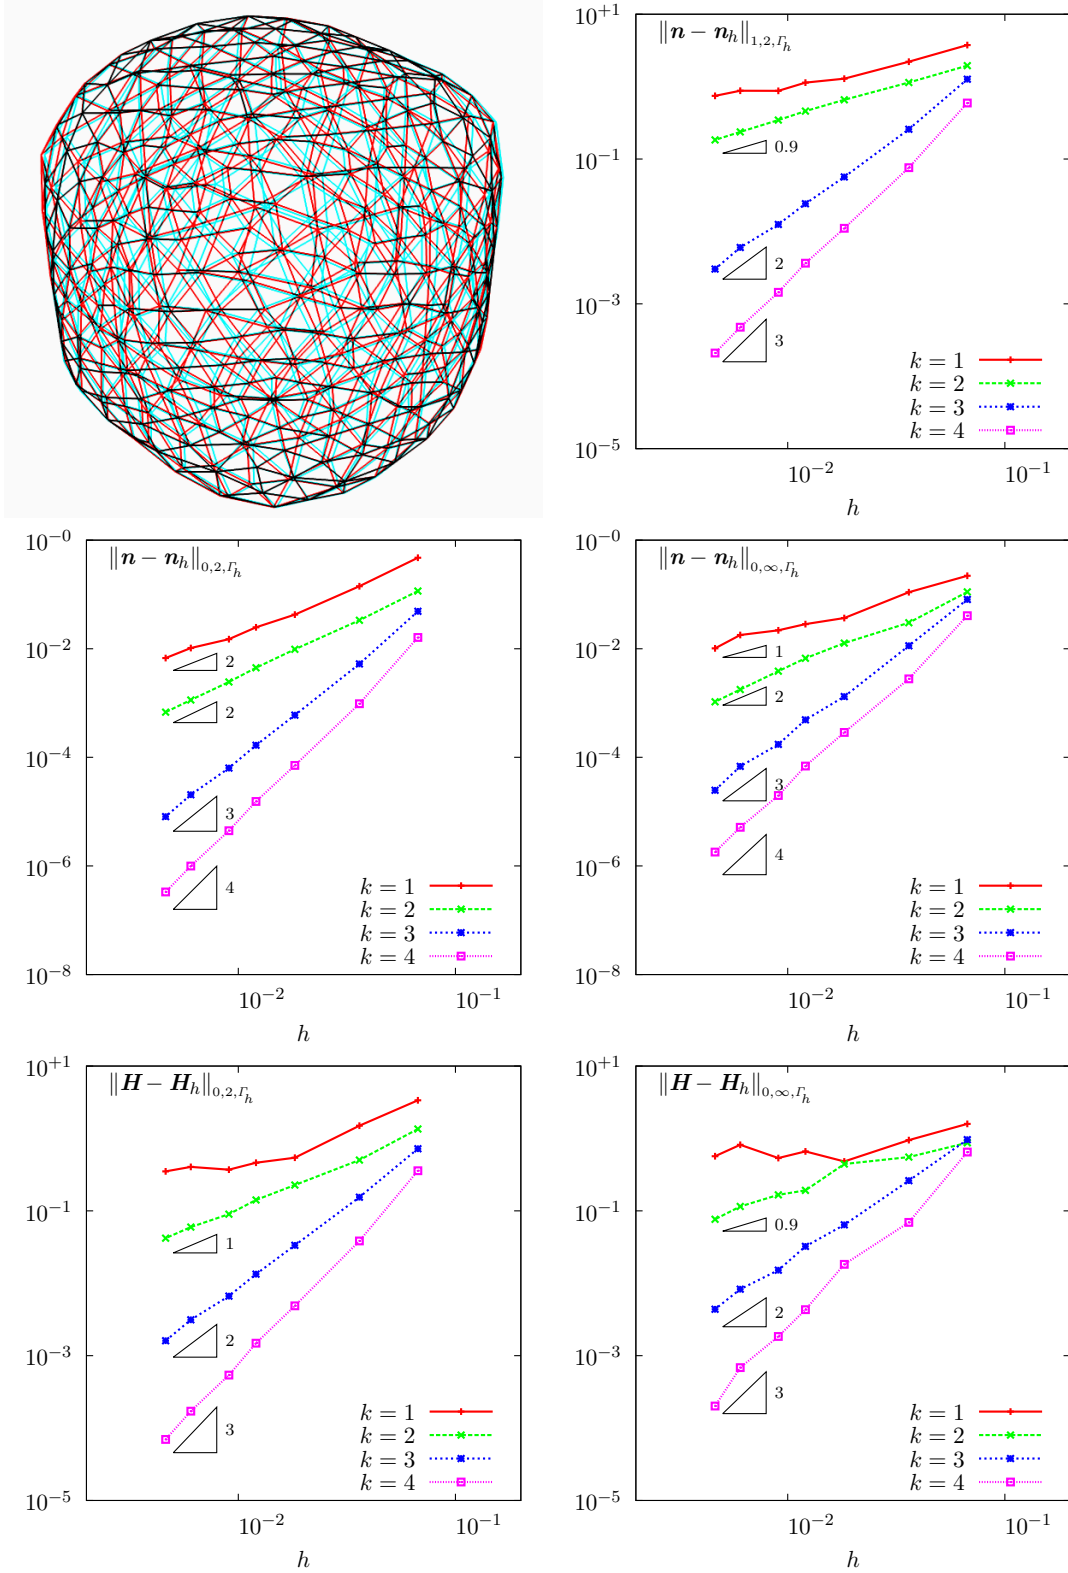 10^{+1}
‖n − n_h‖_{1,2,Γ_h}
10^{−1}
0.9
2
10^{−3}
3
k = 1
k = 2
k = 3
k = 4
10^{−5}
10^{−2} 10^{−1}
h
10^{−0}
‖n − n_h‖_{0,2,Γ_h}
10^{−2}
2
2
10^{−4}
3
10^{−6}
4
k = 1
k = 2
k = 3
k = 4
10^{−8}
10^{−2} 10^{−1}
h
10^{−0}
‖n − n_h‖_{0,∞,Γ_h}
10^{−2}
1
2
10^{−4}
3
4
10^{−6}
k = 1
k = 2
k = 3
k = 4
10^{−8}
10^{−2} 10^{−1}
h
10^{+1}
‖H − H_h‖_{0,2,Γ_h}
10^{−1}
1
2
10^{−3}
3
k = 1
k = 2
k = 3
k = 4
10^{−5}
10^{−2} 10^{−1}
h
10^{+1}
‖H − H_h‖_{0,∞,Γ_h}
10^{−1}
0.9
2
10^{−3}
3
k = 1
k = 2
k = 3
k = 4
10^{−5}
10^{−2} 10^{−1}
h